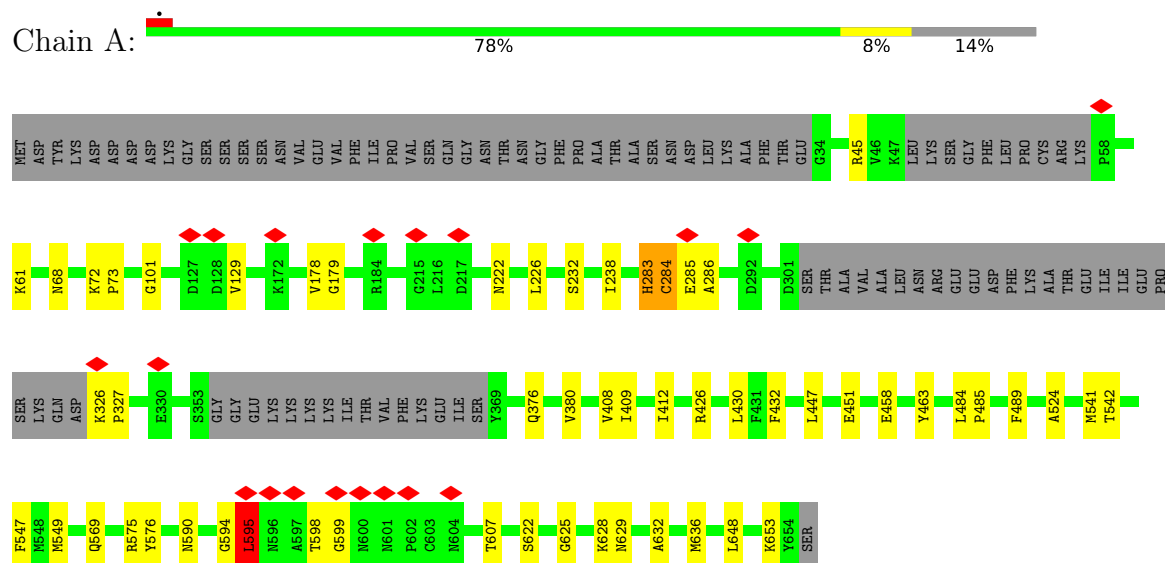 Chain A:
78% 8% 14%
MET ASP TYR LYS ASP ASP ASP ASP LYS GLY SER SER SER SER ASN VAL GLU VAL PHE ILE PRO VAL SER GLN GLY ASN THR ASN GLY PHE PRO ALA THR ALA SER ASN ASP LEU LYS ALA PHE THR GLU G34 R45 V46 K47 LEU LYS SER GLY PHE LEU PRO CYS ARG LYS P58
K61 N68 K72 P73 G101 D127 D128 V129 K172 V178 G179 R184 G215 L216 D217 N222 L226 S232 I238 H283 C284 E285 A286 D292 D301 SER THR ALA VAL ALA LEU ASN ARG GLU GLU ASP PHE LYS ALA THR GLU ILE ILE GLU PRO
SER LYS GLN ASP K326 P327 E330 S353 GLY GLY GLU LYS LYS LYS LYS ILE THR VAL PHE LYS GLU ILE SER Y369 Q376 V380 V408 I409 I412 R426 L430 F431 F432 L447 E451 E458 Y463 L484 P485 F489 A524 M541 T542
F547 M548 M549 Q569 R575 Y576 N590 G594 L595 N596 A597 T598 G599 N600 N601 P602 C603 N604 T607 S622 G625 K628 N629 A632 M636 L648 K653 Y654 SER